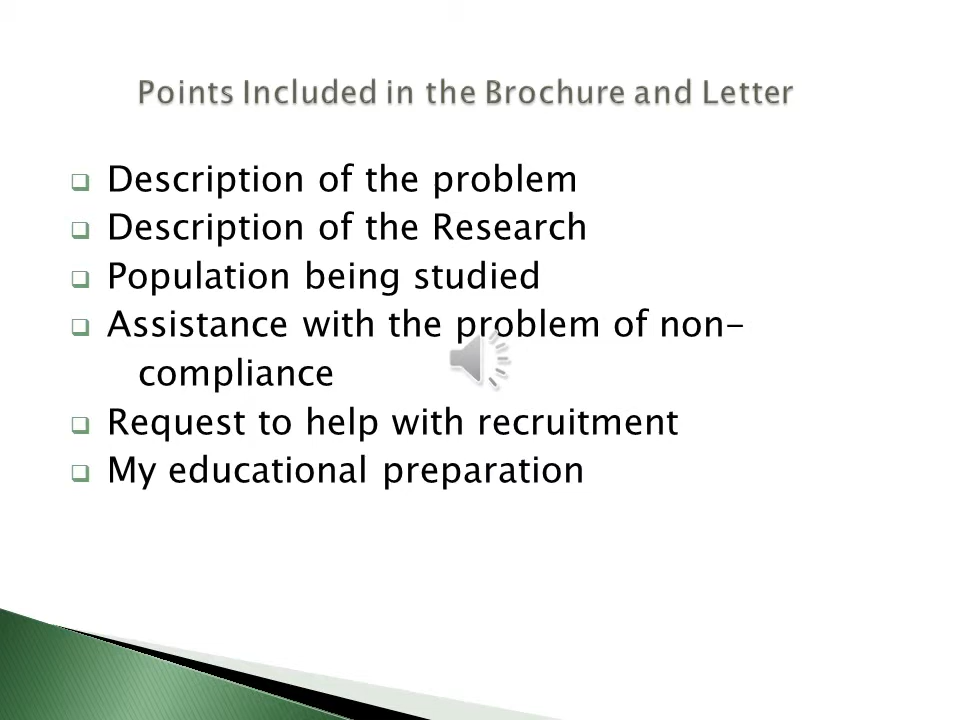 Points Included in the Brochure and Letter
Description of the problem
Description of the Research
Population being studied
Assistance with the problem of non-
compliance
Request to help with recruitment
My educational preparation